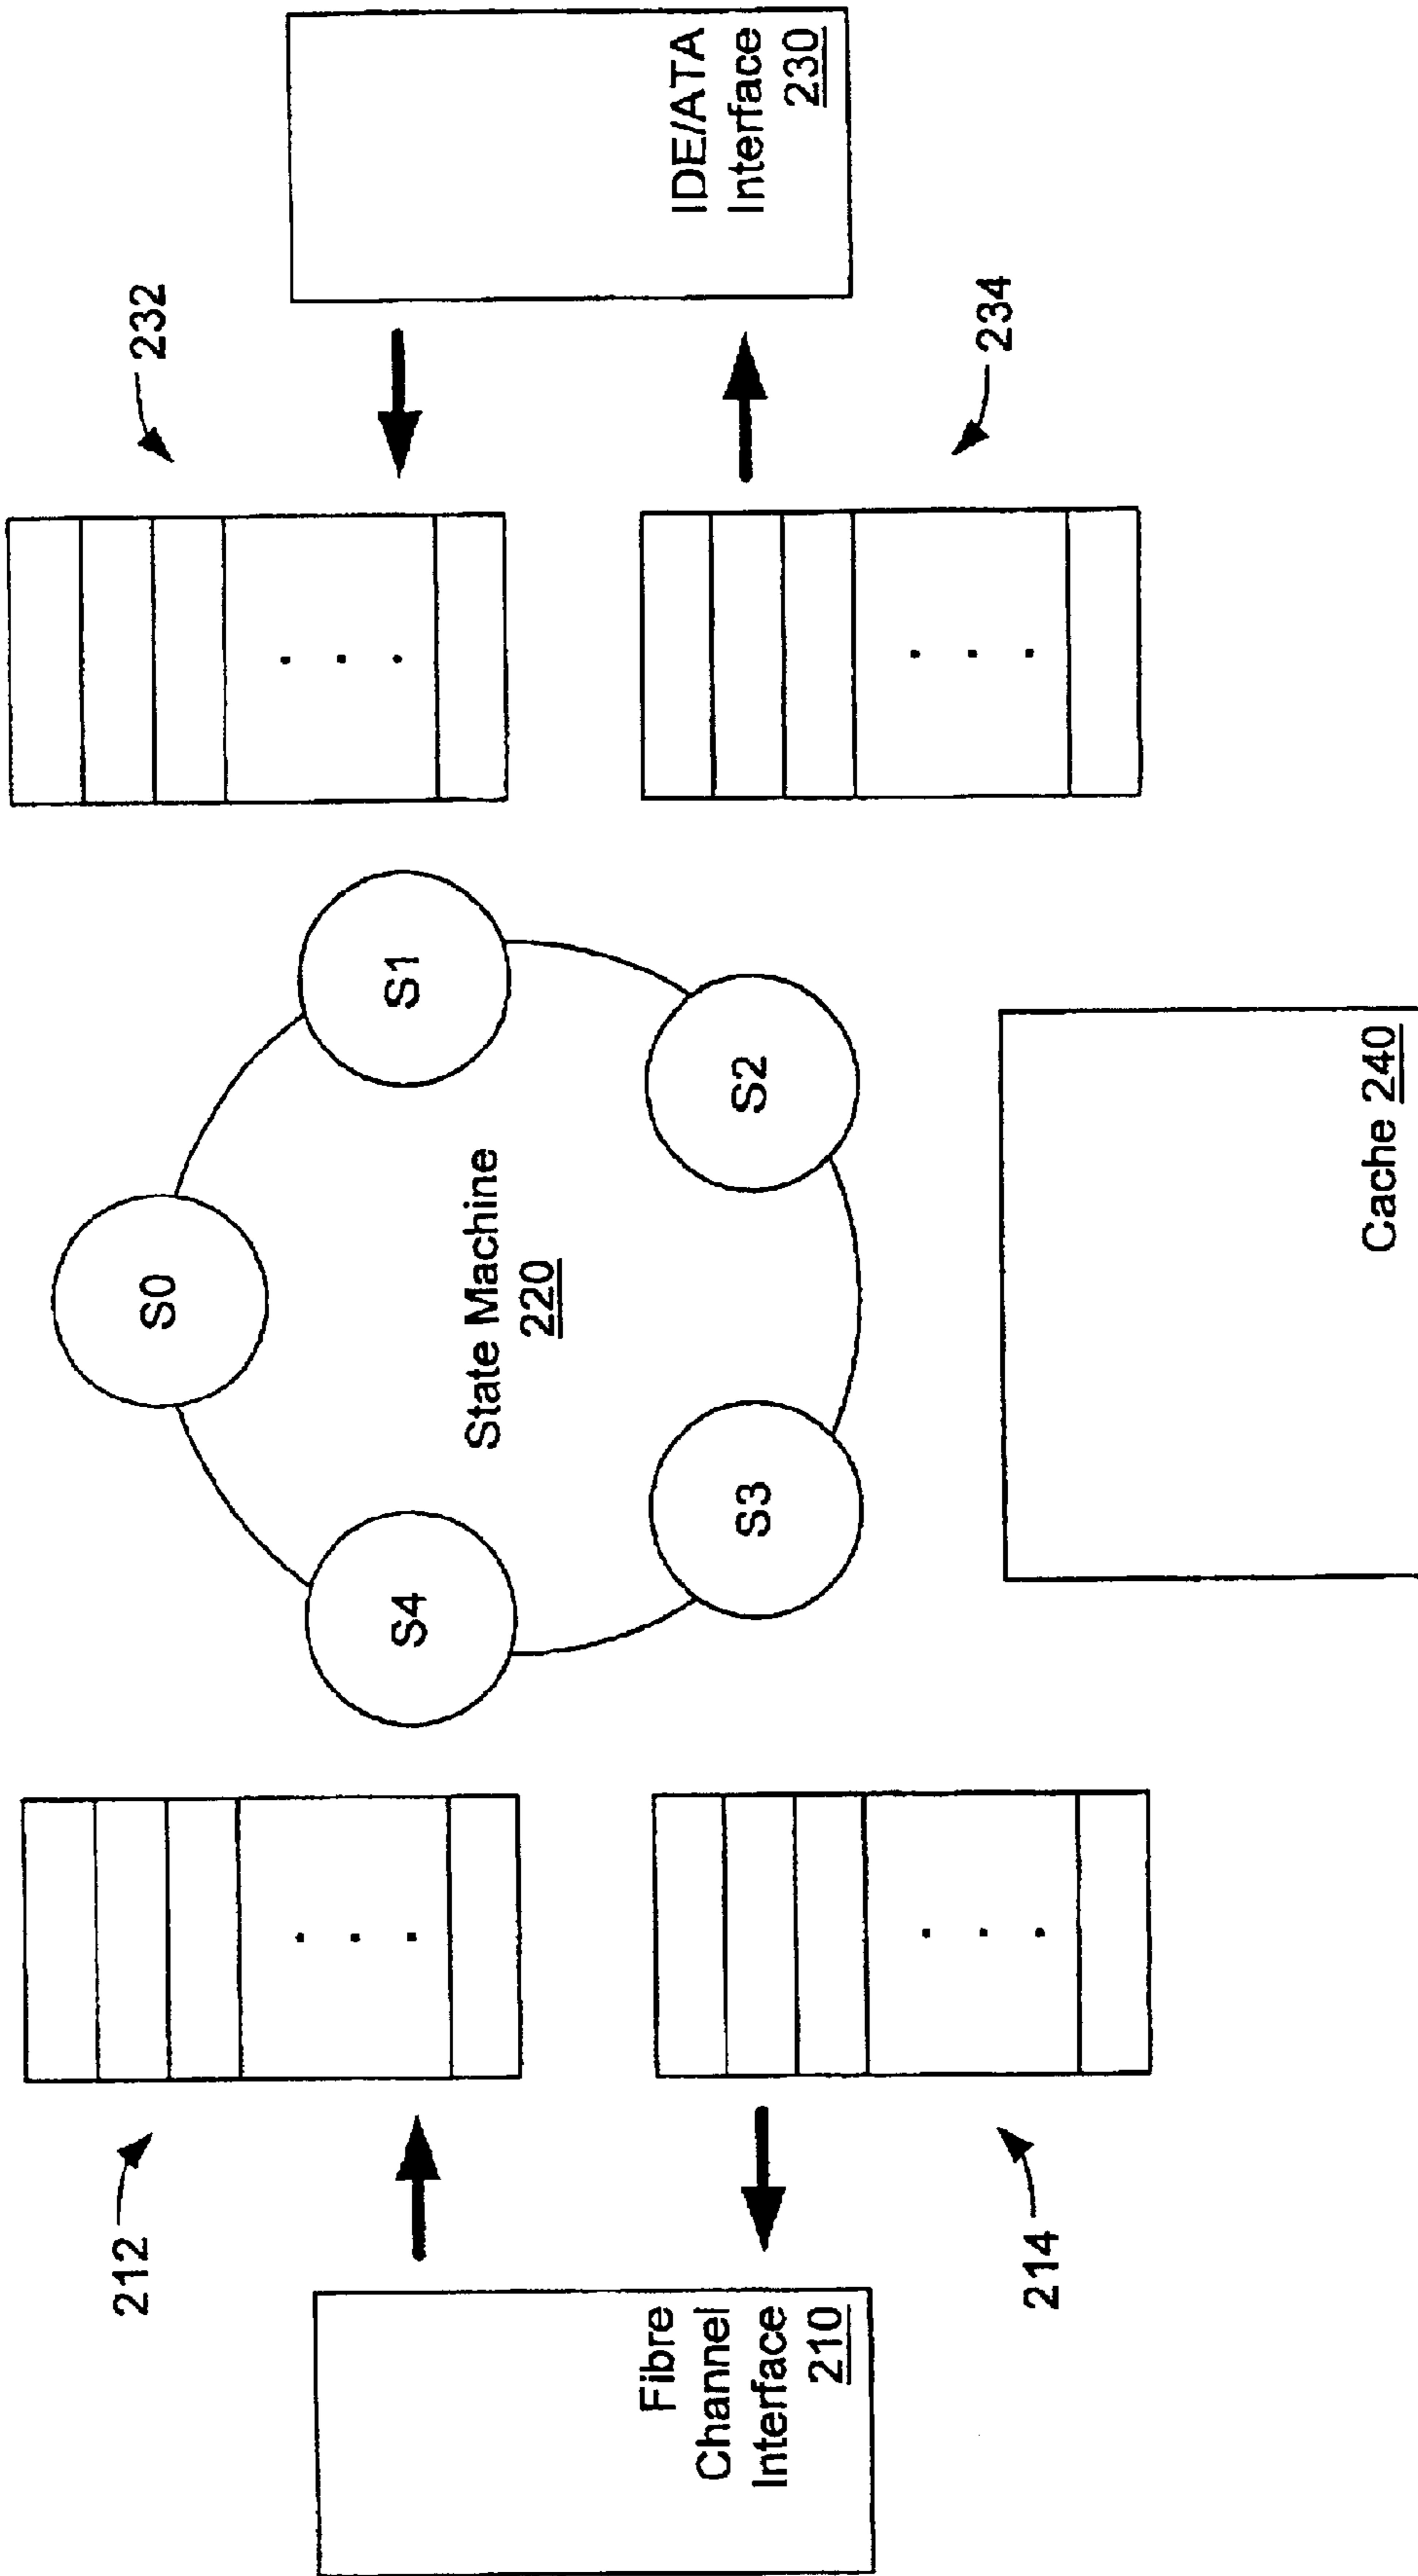 212
232
S0
S4
S1
State Machine
220
S3
S2
Fibre
Channel
Interface
210
IDE/ATA
Interface
230
214
234
Cache 240